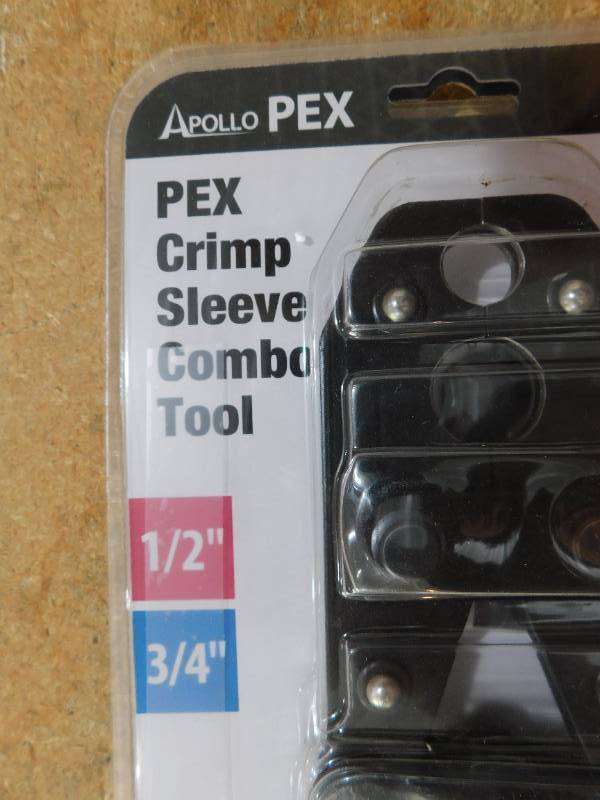 APOLLO PEX
PEX
Crimp
Sleeve
Combo
Tool
1/2"
3/4"